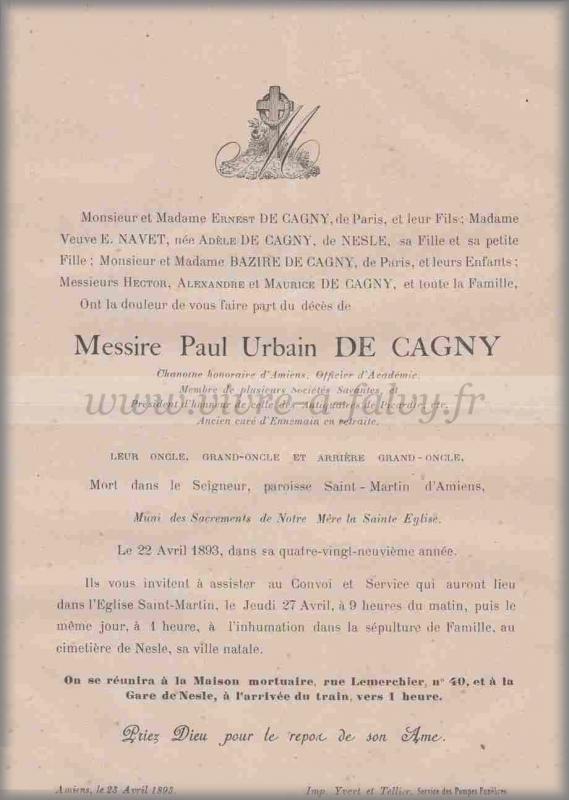 M
Monsieur et Madame ERNEST DE CAGNY, de Paris, et leur Fils; Madame
Veuve E. NAVET, née ADÈLE DE CAGNY, de NESLE, sa Fille et sa petite
Fille; Monsieur et Madame BAZIRE DE CAGNY, de Paris, et leurs Enfants;
Messieurs HECTOR, ALEXANDRE et MAURICE DE CAGNY, et toute la Famille,
Ont la douleur de vous faire part du décès de
Messire Paul Urbain DE CAGNY
Chanoine honoraire d'Amiens, Officier d'Académie.
Membre de plusieurs Sociétés Savantes,
Président d'honneur de celle des Antiquaires de Picardie, etc.
www.vivre-a-falvy.fr
Ancien curé d'Ennemain en retraite.
LEUR ONCLE, GRAND-ONCLE ET ARRIÈRE GRAND-ONCLE,
Mort dans le Seigneur, paroisse Saint-Martin d'Amiens,
Muni des Sacrements de Notre Mère la Sainte Eglise.
Le 22 Avril 1893, dans sa quatre-vingt-neuvième année.
Ils vous invitent à assister au Convoi et Service qui auront lieu
dans l'Eglise Saint-Martin, le Jeudi 27 Avril, à 9 heures du matin, puis le
même jour, à 1 heure, à l'inhumation dans la sépulture de Famille, au
cimetière de Nesle, sa ville natale.
On se réunira à la Maison mortuaire, rue Lemerchier, n° 40, et à la
Gare de Nesle, à l'arrivée du train, vers 1 heure.
Priez Dieu pour le repos de son Ame.
Amiens, le 23 Avril 1893.
Imp. Yvert et Tellier, Service des Pompes Funèbres